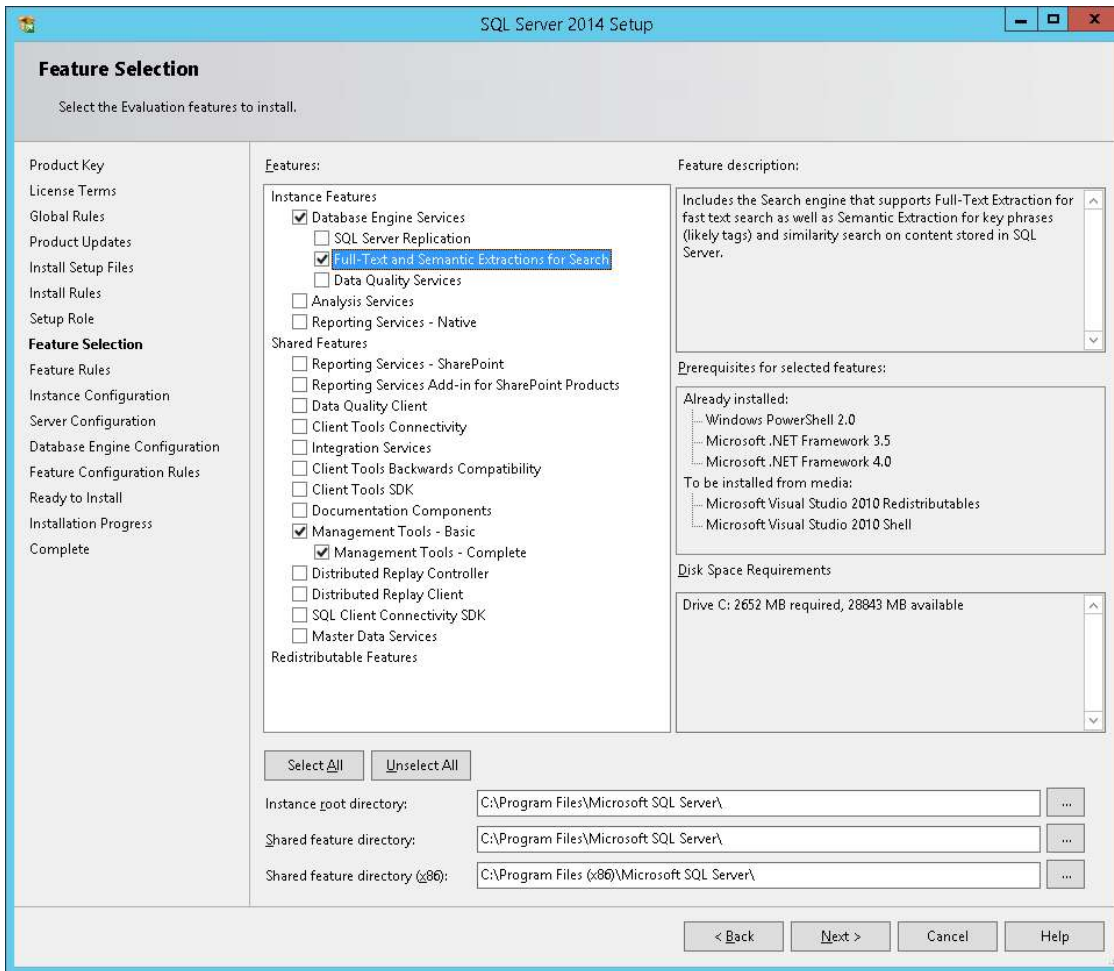 SQL Server 2014 Setup
Feature Selection
Select the Evaluation features to install.
Product Key
License Terms
Global Rules
Product Updates
Install Setup Files
Install Rules
Setup Role
Feature Selection
Feature Rules
Instance Configuration
Server Configuration
Database Engine Configuration
Feature Configuration Rules
Ready to Install
Installation Progress
Complete
Features:
Instance Features
Database Engine Services
SQL Server Replication
Full-Text and Semantic Extractions for Search
Data Quality Services
Analysis Services
Reporting Services - Native
Shared Features
Reporting Services - SharePoint
Reporting Services Add-in for SharePoint Products
Data Quality Client
Client Tools Connectivity
Integration Services
Client Tools Backwards Compatibility
Client Tools SDK
Documentation Components
Management Tools - Basic
Management Tools - Complete
Distributed Replay Controller
Distributed Replay Client
SQL Client Connectivity SDK
Master Data Services
Redistributable Features
Feature description:
Includes the Search engine that supports Full-Text Extraction for
fast text search as well as Semantic Extraction for key phrases
(likely tags) and similarity search on content stored in SQL
Server.
Prerequisites for selected features:
Already installed:
Windows PowerShell 2.0
Microsoft .NET Framework 3.5
Microsoft .NET Framework 4.0
To be installed from media:
Microsoft Visual Studio 2010 Redistributables
Microsoft Visual Studio 2010 Shell
Disk Space Requirements
Drive C: 2652 MB required, 28843 MB available
Select All
Unselect All
Instance root directory:
C:\Program Files\Microsoft SQL Server\
...
Shared feature directory:
C:\Program Files\Microsoft SQL Server\
...
Shared feature directory (x86):
C:\Program Files (x86)\Microsoft SQL Server\
...
< Back
Next >
Cancel
Help